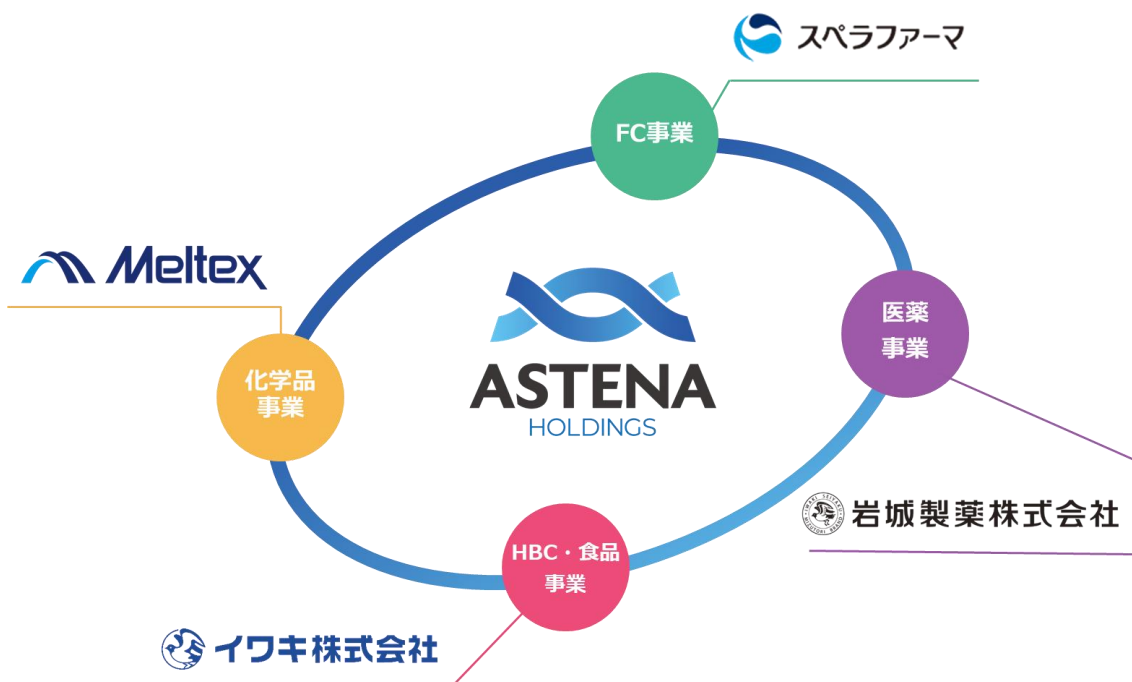 スペラファーマ
FC事業
Meltex
医薬
事業
化学品
事業
ASTENA
HOLDINGS
岩城製薬株式会社
HBC・食品
事業
イワキ株式会社